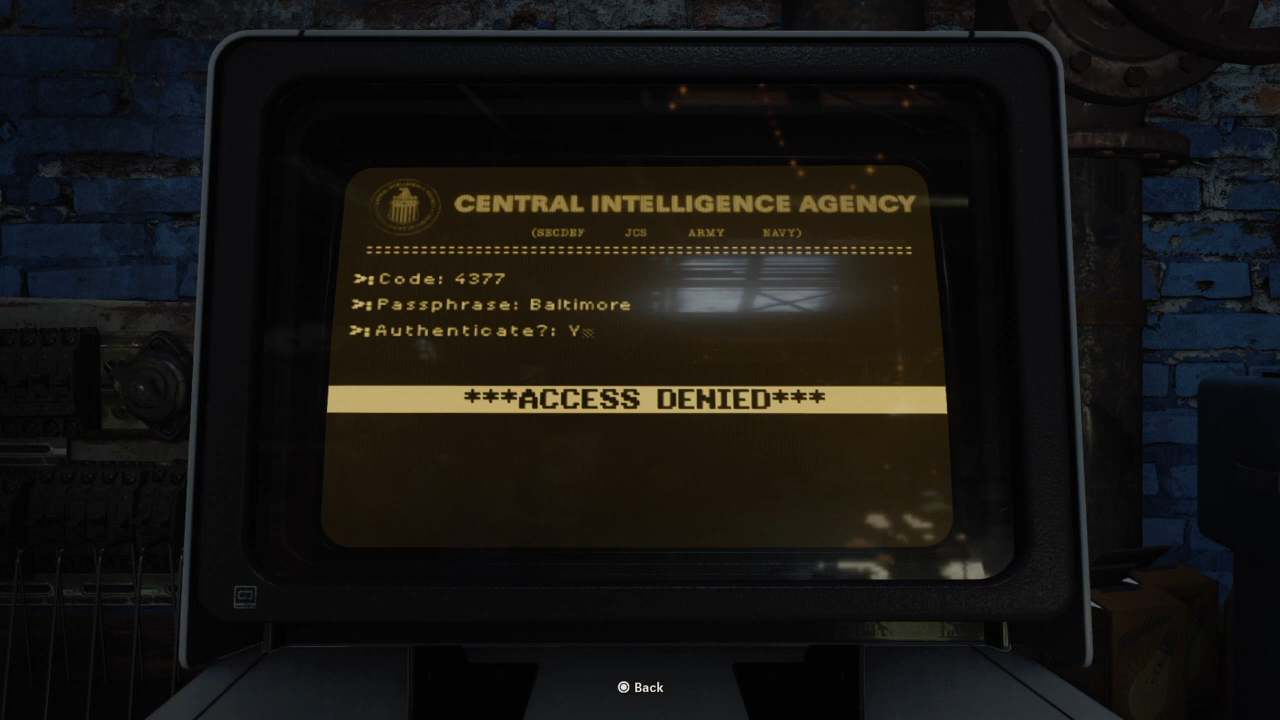 CENTRAL INTELLIGENCE AGENCY
(SECDEF JCS ARMY NAVY)
>:Code: 4377
>:Passphrase: Baltimore
>:Authenticate?: Y
***ACCESS DENIED***
Back